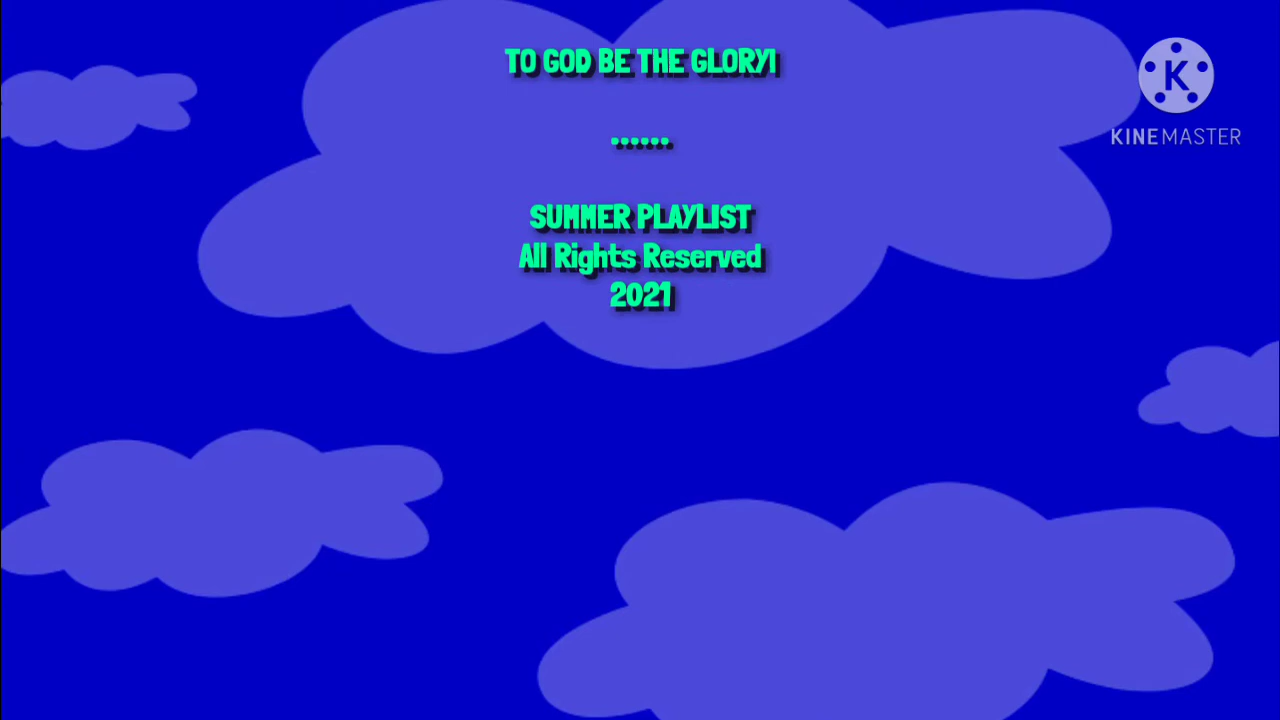 TO GOD BE THE GLORY!
......
SUMMER PLAYLIST
All Rights Reserved
2021
K
KINEMASTER